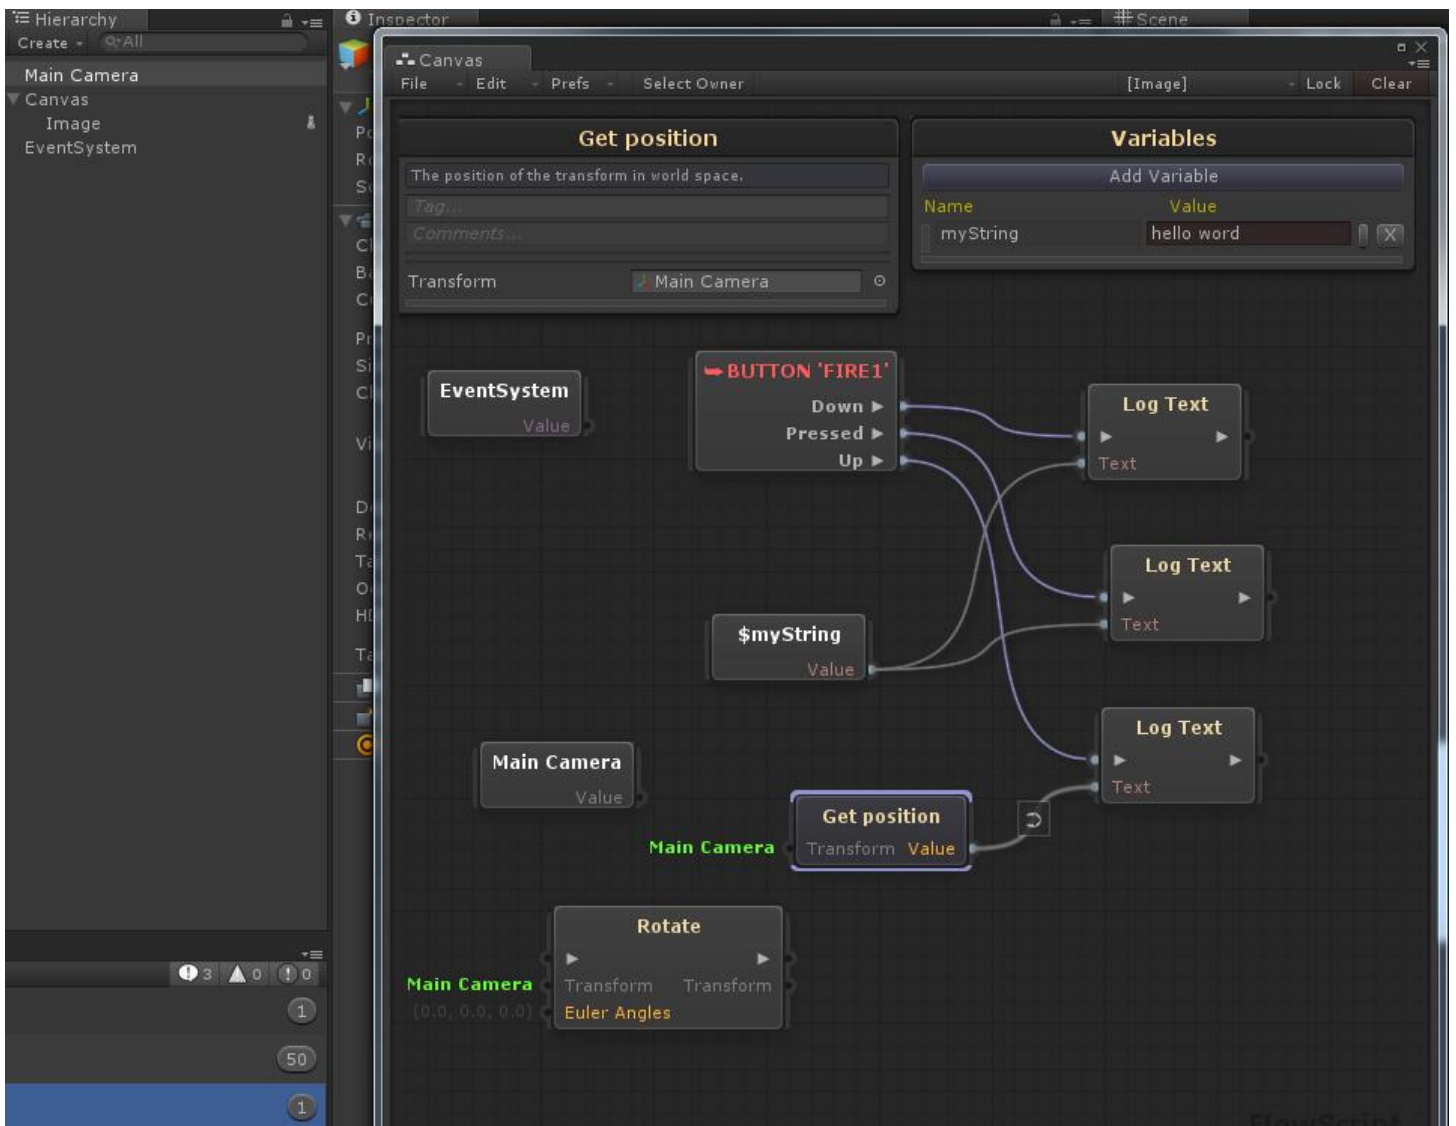 Hierarchy
Create
All
Main Camera
Canvas
Image
EventSystem
3 0 0
1
50
1
Inspector
Scene
Canvas
File Edit Prefs Select Owner [Image] Lock Clear
Get position
The position of the transform in world space.
Tag...
Comments...
Transform Main Camera
Variables
Add Variable
Name Value
myString hello word X
EventSystem
Value
BUTTON 'FIRE1'
Down
Pressed
Up
Log Text
Text
Log Text
Text
$myString
Value
Log Text
Text
Main Camera
Value
Get position
Main Camera Transform Value
Rotate
Main Camera Transform Transform
(0.0, 0.0, 0.0) Euler Angles